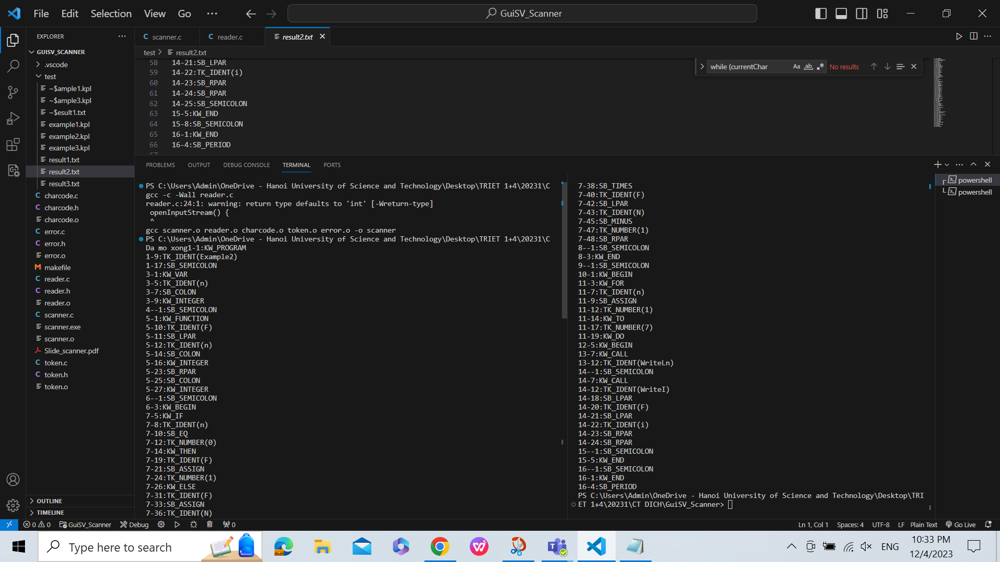 File Edit Selection View Go ···
GuiSV_Scanner
EXPLORER
GUISV_SCANNER
.vscode
test
~$ample1.kpl
~$ample3.kpl
~$esult1.txt
example1.kpl
example2.kpl
example3.kpl
result1.txt
result2.txt
result3.txt
C charcode.c
C charcode.h
charcode.o
C error.c
C error.h
error.o
M makefile
C reader.c
C reader.h
reader.o
C scanner.c
scanner.exe
scanner.o
Slide_scanner.pdf
C token.c
C token.h
token.o
OUTLINE
TIMELINE
C scanner.c
C reader.c
result2.txt
test > result2.txt
while (currentChar
Aa ab .* No results
58 14-21:SB_LPAR
59 14-22:TK_IDENT(i)
60 14-23:SB_RPAR
61 14-24:SB_RPAR
62 14-25:SB_SEMICOLON
63 15-5:KW_END
64 15-8:SB_SEMICOLON
65 16-1:KW_END
66 16-4:SB_PERIOD
67
PROBLEMS OUTPUT DEBUG CONSOLE TERMINAL PORTS
PS C:\Users\Admin\OneDrive - Hanoi University of Science and Technology\Desktop\TRIET 1+4\20231\C
gcc -c -Wall reader.c
reader.c:24:1: warning: return type defaults to 'int' [-Wreturn-type]
openInputStream() {
^
gcc scanner.o reader.o charcode.o token.o error.o -o scanner
PS C:\Users\Admin\OneDrive - Hanoi University of Science and Technology\Desktop\TRIET 1+4\20231\C
Da mo xong1-1:KW_PROGRAM
1-9:TK_IDENT(Example2)
1-17:SB_SEMICOLON
3-1:KW_VAR
3-5:TK_IDENT(n)
3-7:SB_COLON
3-9:KW_INTEGER
4--1:SB_SEMICOLON
5-1:KW_FUNCTION
5-10:TK_IDENT(F)
5-11:SB_LPAR
5-12:TK_IDENT(n)
5-14:SB_COLON
5-16:KW_INTEGER
5-23:SB_RPAR
5-25:SB_COLON
5-27:KW_INTEGER
6--1:SB_SEMICOLON
6-3:KW_BEGIN
7-5:KW_IF
7-8:TK_IDENT(n)
7-10:SB_EQ
7-12:TK_NUMBER(0)
7-14:KW_THEN
7-19:TK_IDENT(F)
7-21:SB_ASSIGN
7-24:TK_NUMBER(1)
7-26:KW_ELSE
7-31:TK_IDENT(F)
7-33:SB_ASSIGN
7-36:TK_IDENT(N)
7-38:SB_TIMES
7-40:TK_IDENT(F)
7-42:SB_LPAR
7-43:TK_IDENT(N)
7-45:SB_MINUS
7-47:TK_NUMBER(1)
7-48:SB_RPAR
8--1:SB_SEMICOLON
8-3:KW_END
9--1:SB_SEMICOLON
10-1:KW_BEGIN
11-3:KW_FOR
11-7:TK_IDENT(n)
11-9:SB_ASSIGN
11-12:TK_NUMBER(1)
11-14:KW_TO
11-17:TK_NUMBER(7)
11-19:KW_DO
12-5:KW_BEGIN
13-7:KW_CALL
13-12:TK_IDENT(WriteLn)
14--1:SB_SEMICOLON
14-7:KW_CALL
14-12:TK_IDENT(WriteI)
14-18:SB_LPAR
14-20:TK_IDENT(F)
14-21:SB_LPAR
14-22:TK_IDENT(i)
14-23:SB_RPAR
14-24:SB_RPAR
15--1:SB_SEMICOLON
15-5:KW_END
16--1:SB_SEMICOLON
16-1:KW_END
16-4:SB_PERIOD
PS C:\Users\Admin\OneDrive - Hanoi University of Science and Technology\Desktop\TRI
ET 1+4\20231\CT DICH\GuiSV_Scanner>
powershell
powershell
0 0 GuiSV_Scanner Debug 0
Ln 1, Col 1 Spaces: 4 UTF-8 LF Plain Text Go Live
Type here to search
ENG
10:33 PM
12/4/2023